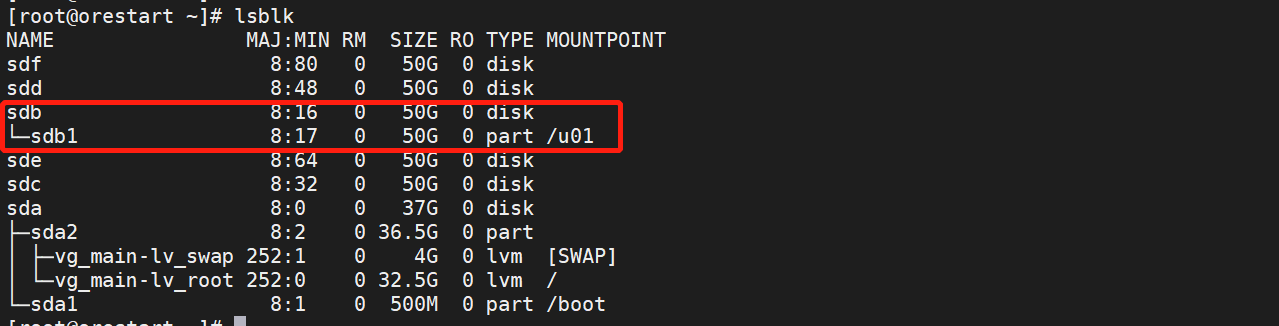 [root@orestart ~]# lsblk
NAME                MAJ:MIN RM  SIZE RO TYPE MOUNTPOINT
sdf                   8:80   0   50G  0 disk
sdd                   8:48   0   50G  0 disk
sdb                   8:16   0   50G  0 disk
└─sdb1                8:17   0   50G  0 part /u01
sde                   8:64   0   50G  0 disk
sdc                   8:32   0   50G  0 disk
sda                   8:0    0   37G  0 disk
├─sda2                8:2    0 36.5G  0 part
│ ├─vg_main-lv_swap 252:1    0    4G  0 lvm  [SWAP]
│ └─vg_main-lv_root 252:0    0 32.5G  0 lvm  /
└─sda1                8:1    0  500M  0 part /boot
[root@orestart ~]#